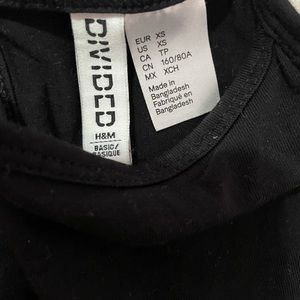 DIVIDED
H&M
BASIC/
BASIQUE
EUR XS
US XS
CA TP
CN 160/80A
MX XCH
Made in
Bangladesh
Fabriqué en
Bangladesh